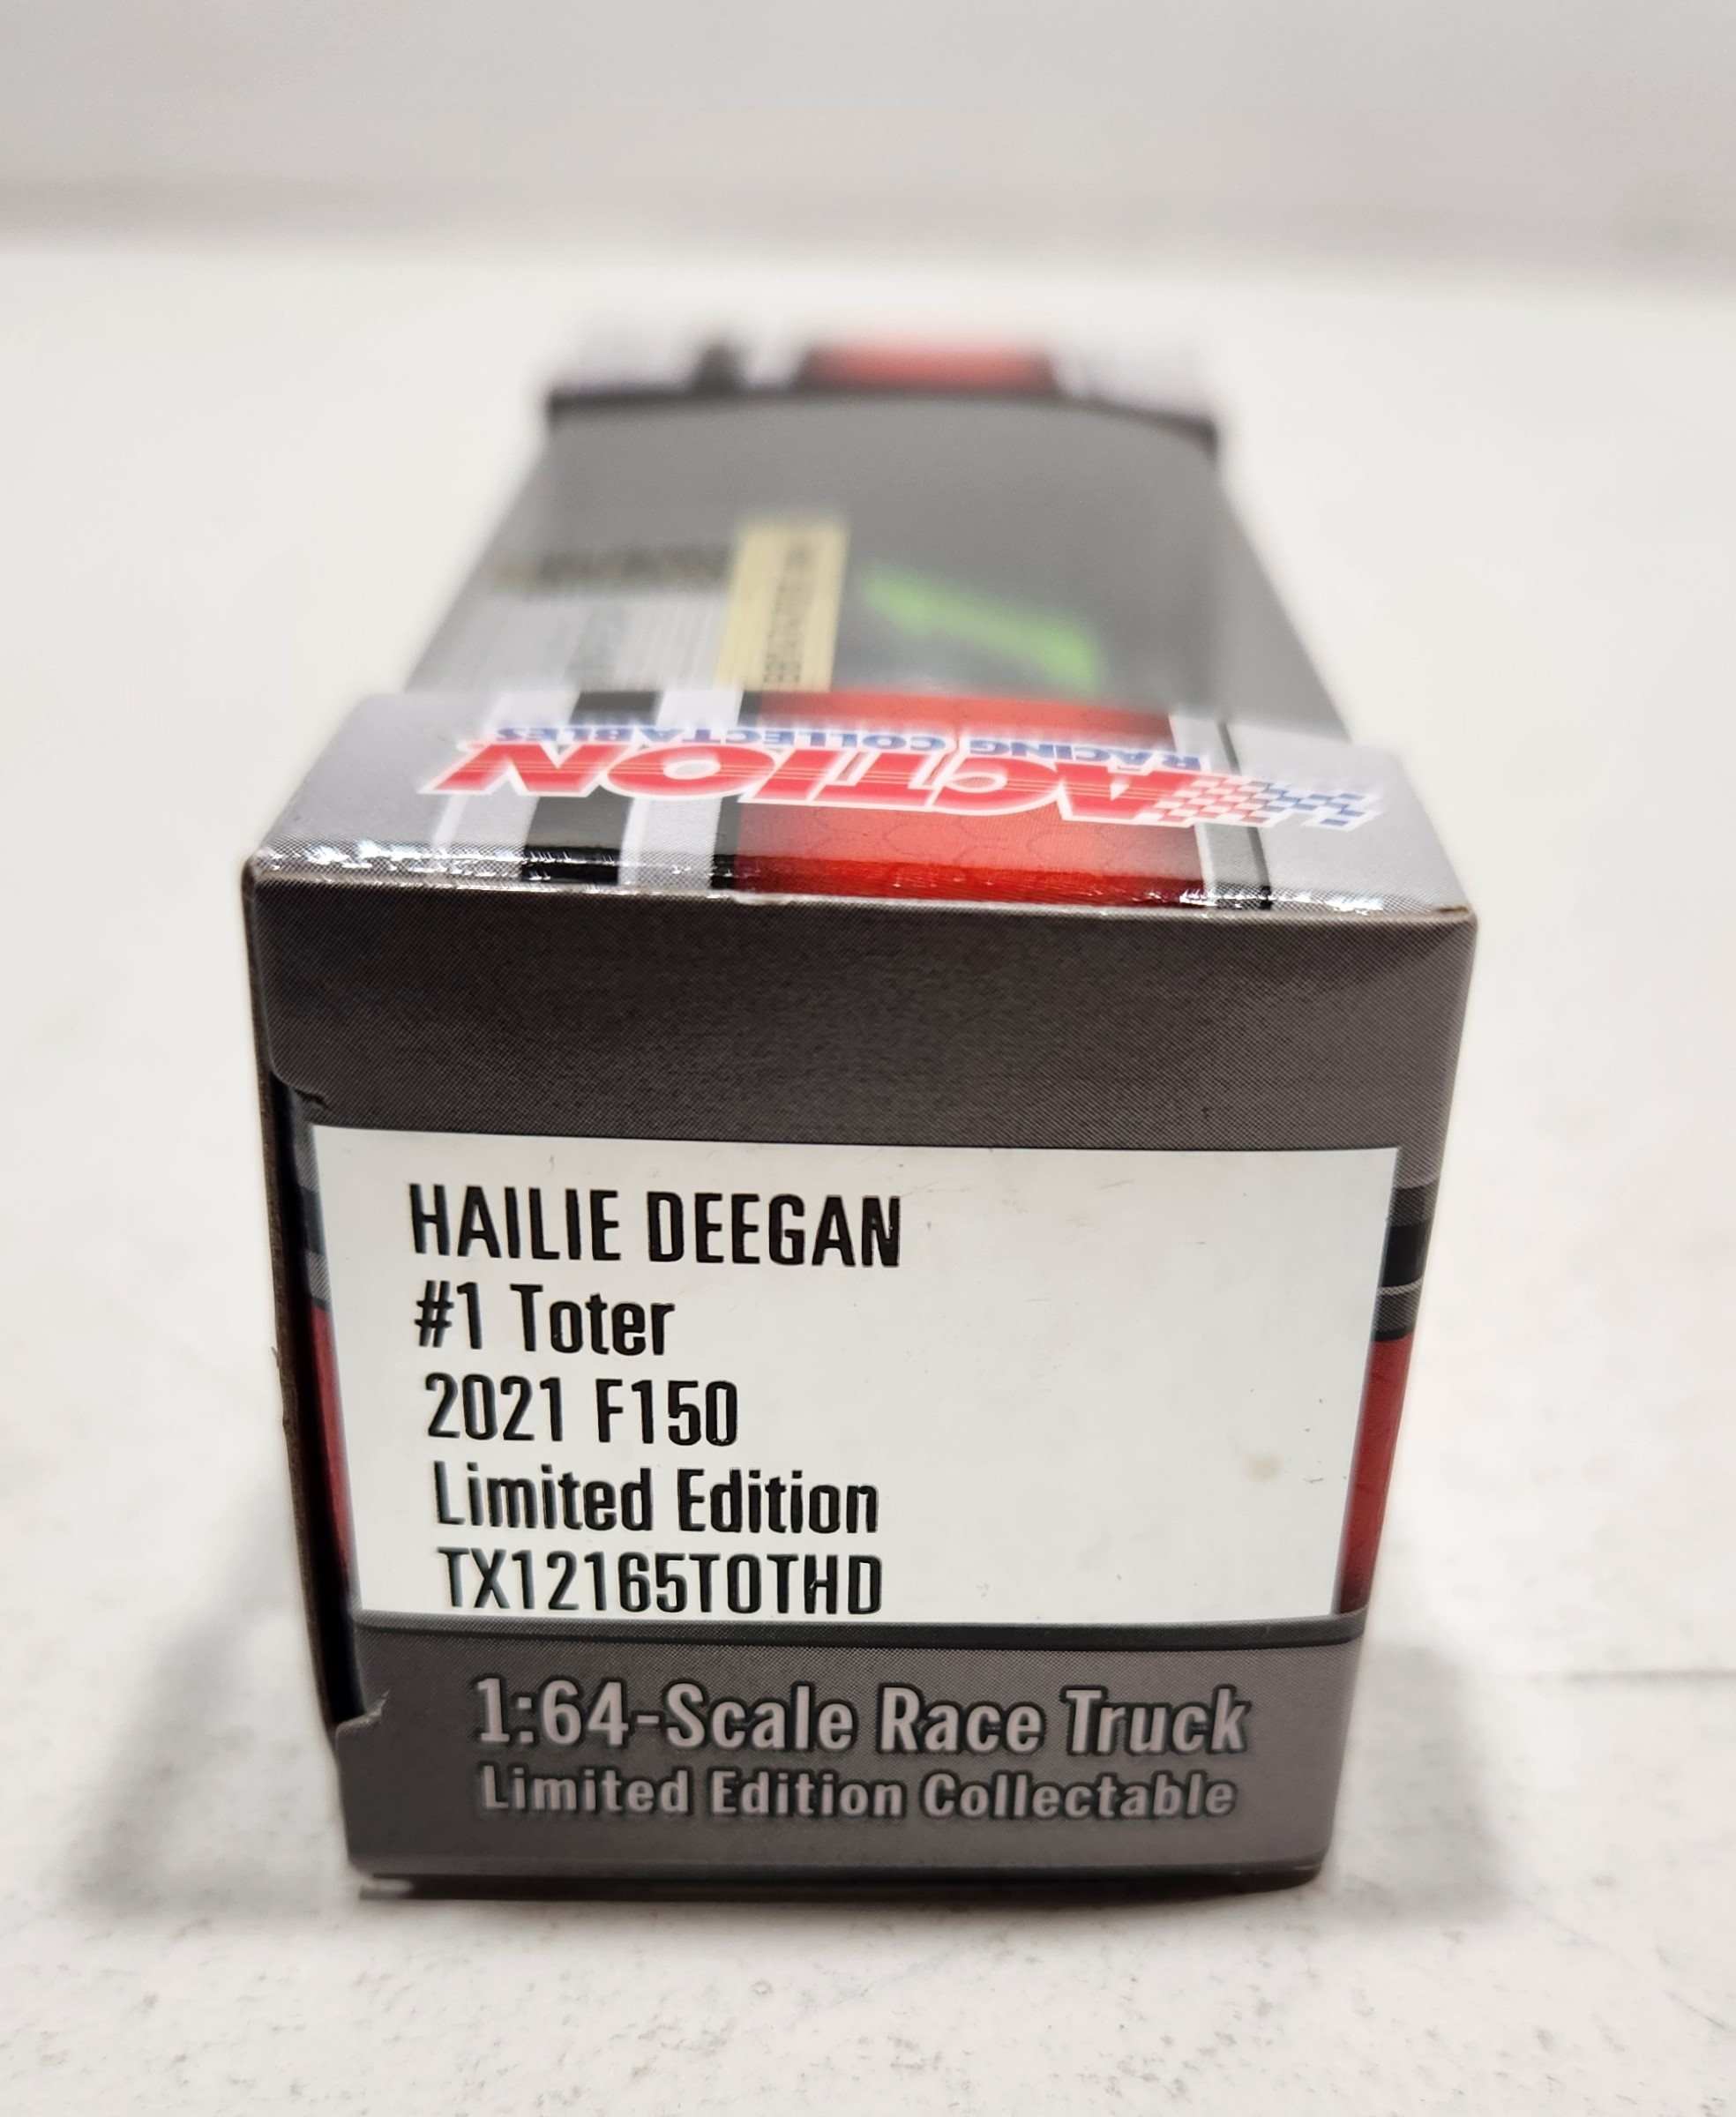 RACING COLLECTABLES
ACTION
HAILIE DEEGAN
#1 Toter
2021 F150
Limited Edition
TX12165TOTHD
1:64-Scale Race Truck
Limited Edition Collectable